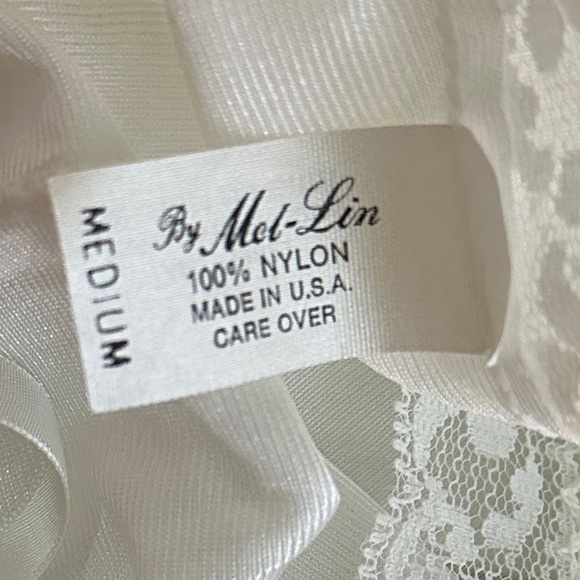 By Mel-Lin
100% NYLON
MADE IN U.S.A.
CARE OVER
MEDIUM